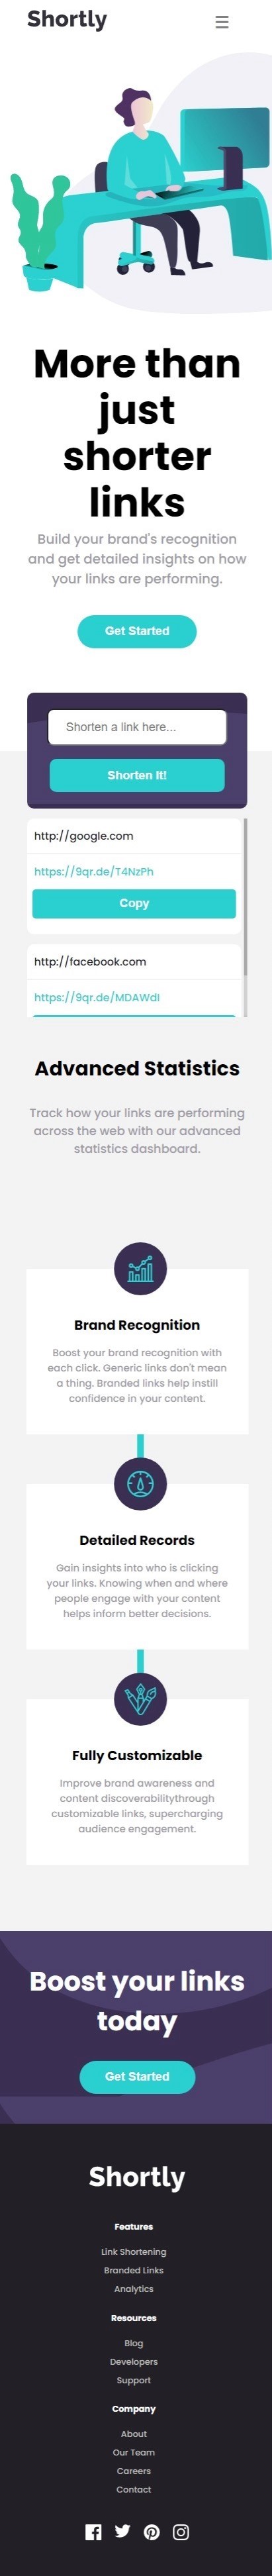 Shortly
More than
just
shorter
links
Build your brand's recognition
and get detailed insights on how
your links are performing.
Get Started
Shorten a link here...
Shorten It!
http://google.com
https://9qr.de/T4NzPh
Copy
http://facebook.com
https://9qr.de/MDAWdI
Advanced Statistics
Track how your links are performing
across the web with our advanced
statistics dashboard.
Brand Recognition
Boost your brand recognition with
each click. Generic links don't mean
a thing. Branded links help instill
confidence in your content.
Detailed Records
Gain insights into who is clicking
your links. Knowing when and where
people engage with your content
helps inform better decisions.
Fully Customizable
Improve brand awareness and
content discoverabilitythrough
customizable links, supercharging
audience engagement.
Boost your links
today
Get Started
Shortly
Features
Link Shortening
Branded Links
Analytics
Resources
Blog
Developers
Support
Company
About
Our Team
Careers
Contact